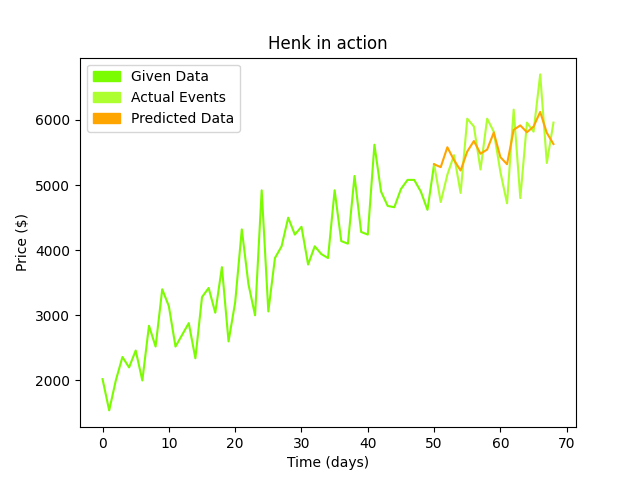 Henk in action
Given Data
Actual Events
Predicted Data
Price ($)
6000
5000
4000
3000
2000
0 10 20 30 40 50 60 70
Time (days)